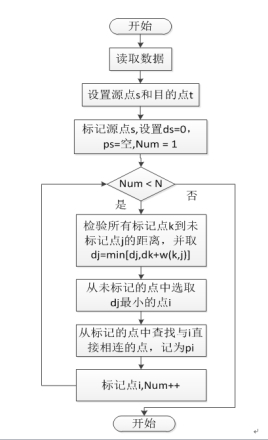 开始
读取数据
设置源点s和目的点t
标记源点s,设置ds=0,
ps=空,Num = 1
Num < N
否
是
检验所有标记点k到未
标记点j的距离，并取
dj=min[dj,dk+w(k,j)]
从未标记的点中选取
dj最小的点i
从标记的点中查找与i直
接相连的点，记为pi
标记点i,Num++
开始